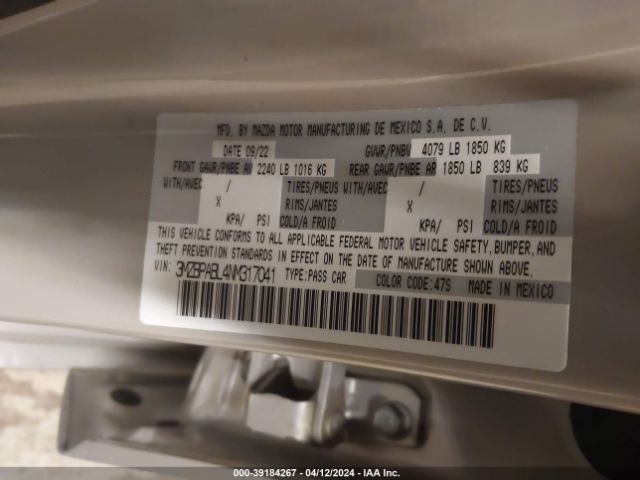 MFD. BY MAZDA MOTOR MANUFACTURING DE MEXICO S.A. DE C.V.
DATE 09/22 GVWR/PNBV 4079 LB 1850 KG
FRONT GAWR/PNBE AV 2240 LB 1016 KG REAR GAWR/PNBE AR 1850 LB 839 KG
WITH/AVEC / TIRES/PNEUS WITH/AVEC / TIRES/PNEUS
X RIMS/JANTES X RIMS/JANTES
KPA/ PSI COLD/A FROID KPA/ PSI COLD/A FROID
THIS VEHICLE CONFORMS TO ALL APPLICABLE FEDERAL MOTOR VEHICLE SAFETY, BUMPER, AND
THEFT PREVENTION STANDARDS IN EFFECT ON THE DATE OF MANUFACTURE SHOWN ABOVE.
VIN: 3MZBPABL4NM317041 TYPE:PASS CAR COLOR CODE:47S MADE IN MEXICO
000-39184267 - 04/12/2024 - IAA Inc.